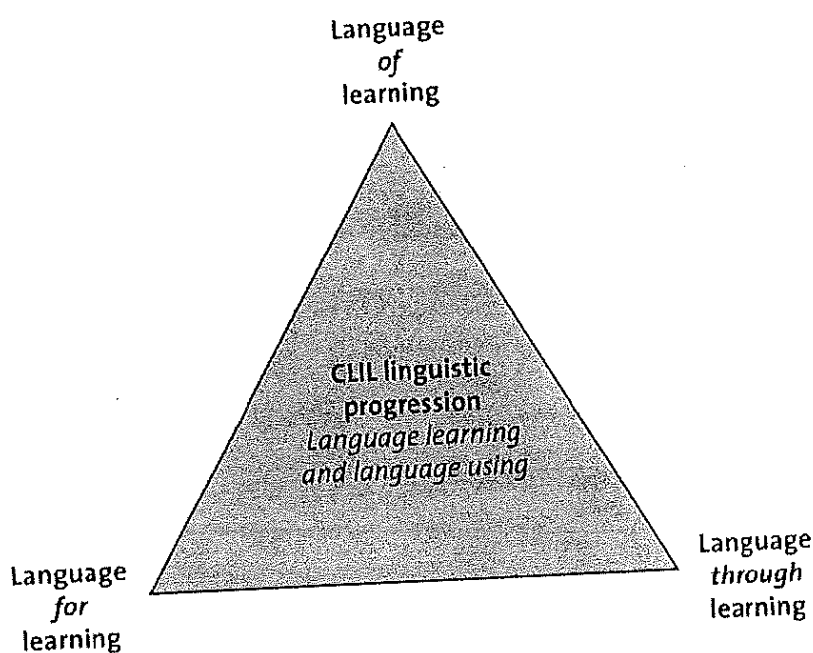 Language
of
learning
CLIL linguistic
progression
Language learning
and language using
Language
for
learning
Language
through
learning